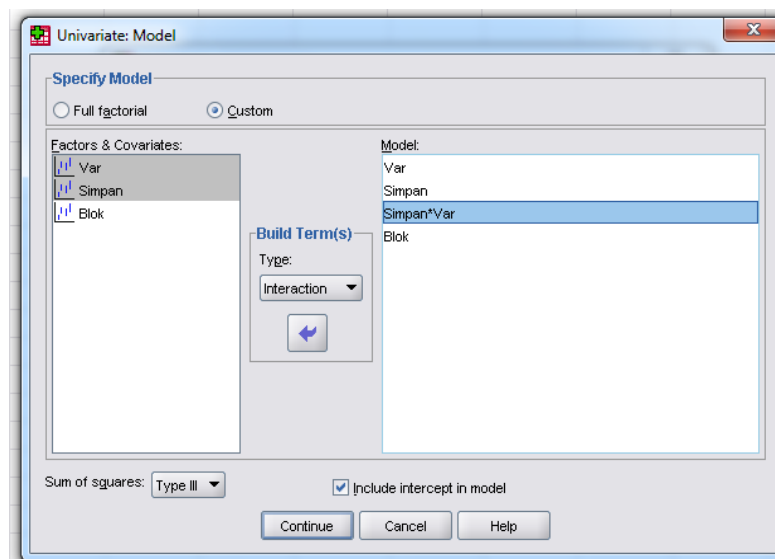 Univariate: Model
Specify Model
Full factorial
Custom
Factors & Covariates:
Var
Simpan
Blok
Build Term(s)
Type:
Interaction
Model:
Var
Simpan
Simpan*Var
Blok
Sum of squares:
Type III
Include intercept in model
Continue
Cancel
Help